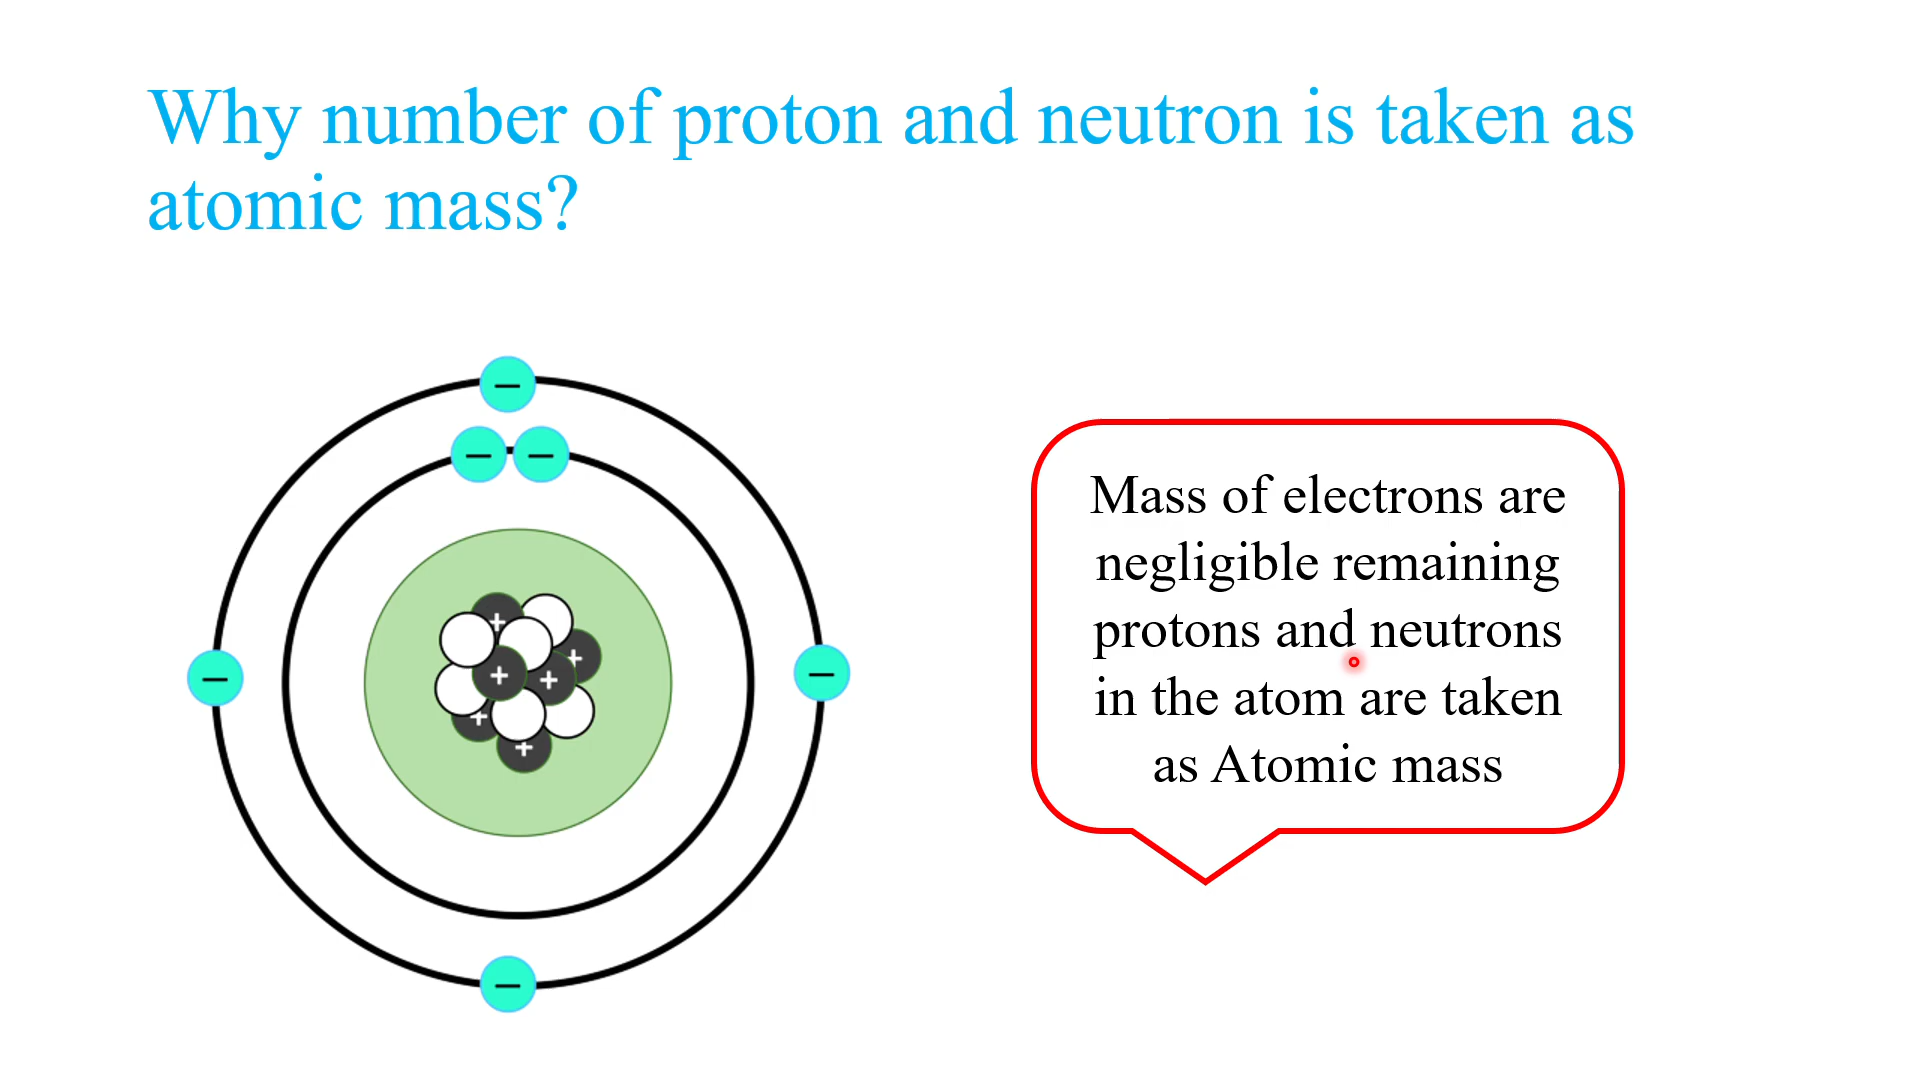 Why number of proton and neutron is taken as
atomic mass?
−
− −
Mass of electrons are
negligible remaining
protons and neutrons
in the atom are taken
as Atomic mass
+
+
− + + −
+
+
−